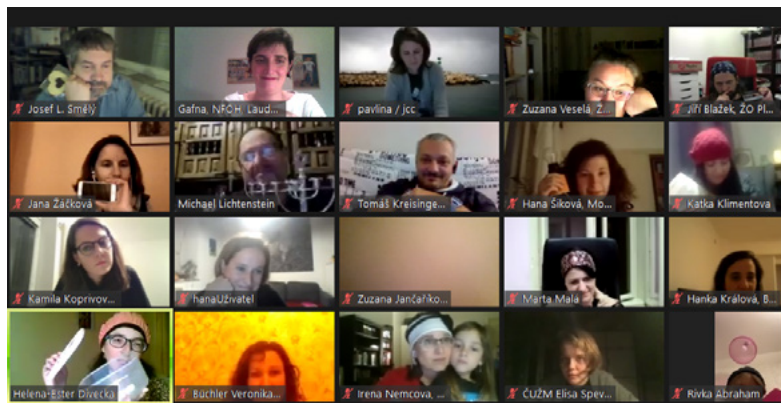 Josef L. Smělý
Gafna, NFOH, Ľaud...
pavlina / jcc
Zuzana Veselá, Ž...
Jiří Blažek, ŽO Pl...
Jana Žáčková
Michael Lichtenstein
Tomáš Kreisinge...
Hana Šiková, Mo...
Katka Klimentova
Kamila Koprivov...
hanaUživatel
Zuzana Jančaříko...
Marta Malá
Hanka Králová, B...
Helena-Ester Divecká
Büchler Veronika...
Irena Nemcova, ...
ČUŽM Elisa Spev...
Rivka Abraham